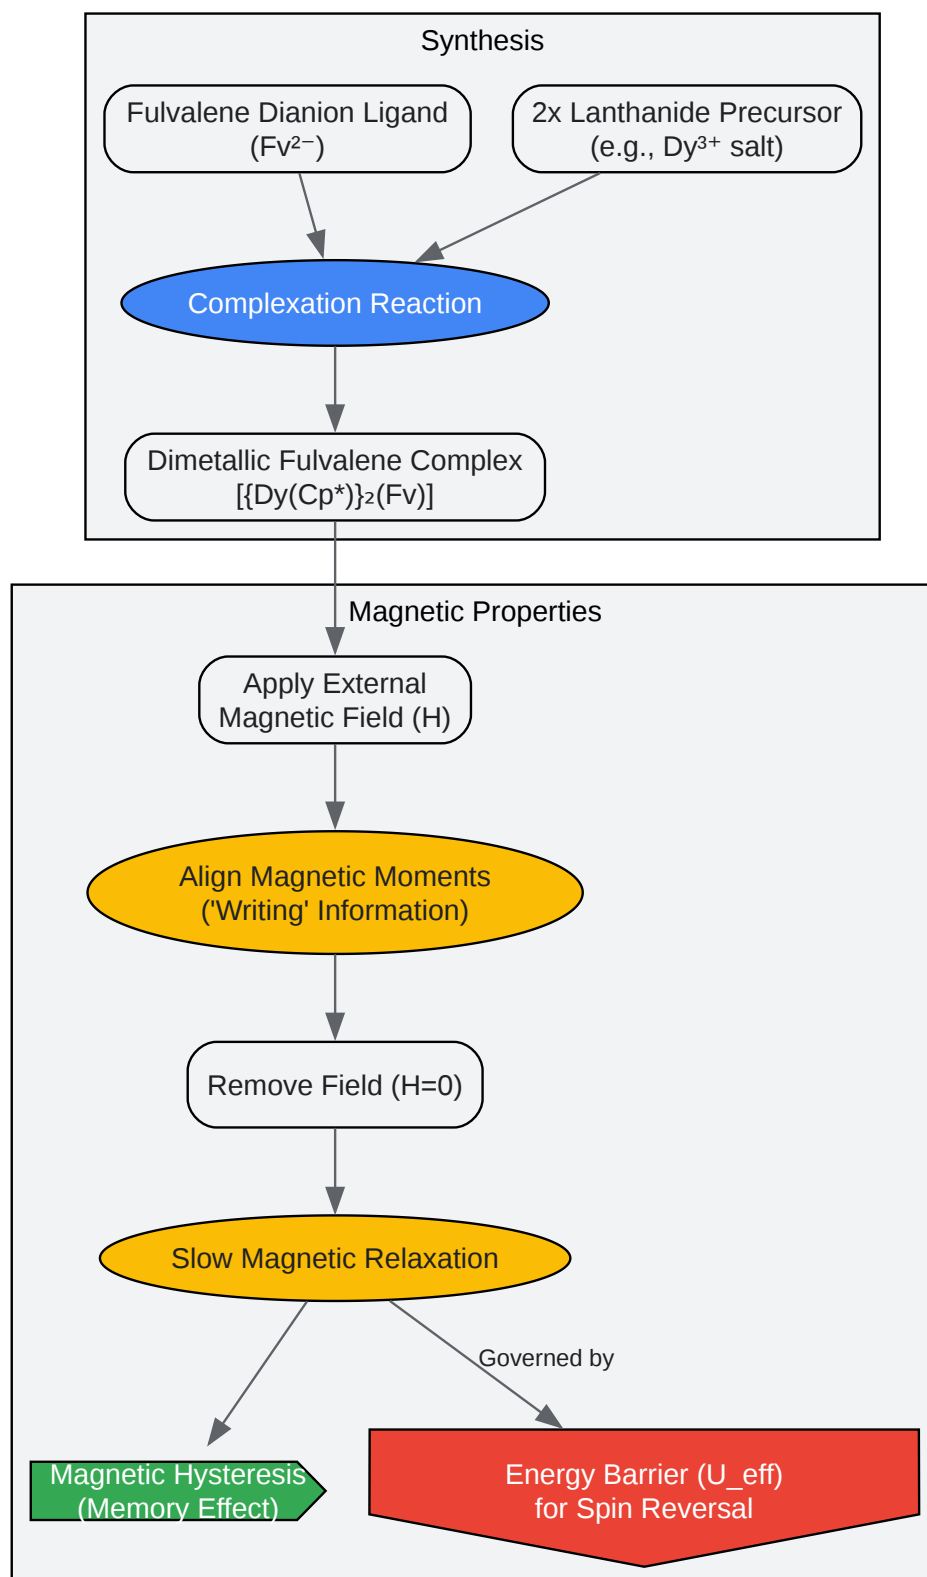 Synthesis
Fulvalene Dianion Ligand
(Fv²⁻)
2x Lanthanide Precursor
(e.g., Dy³⁺ salt)
Complexation Reaction
Dimetallic Fulvalene Complex
[{Dy(Cp*)}₂(Fv)]
Magnetic Properties
Apply External
Magnetic Field (H)
Align Magnetic Moments
('Writing' Information)
Remove Field (H=0)
Slow Magnetic Relaxation
Governed by
Magnetic Hysteresis
(Memory Effect)
Energy Barrier (U_eff)
for Spin Reversal